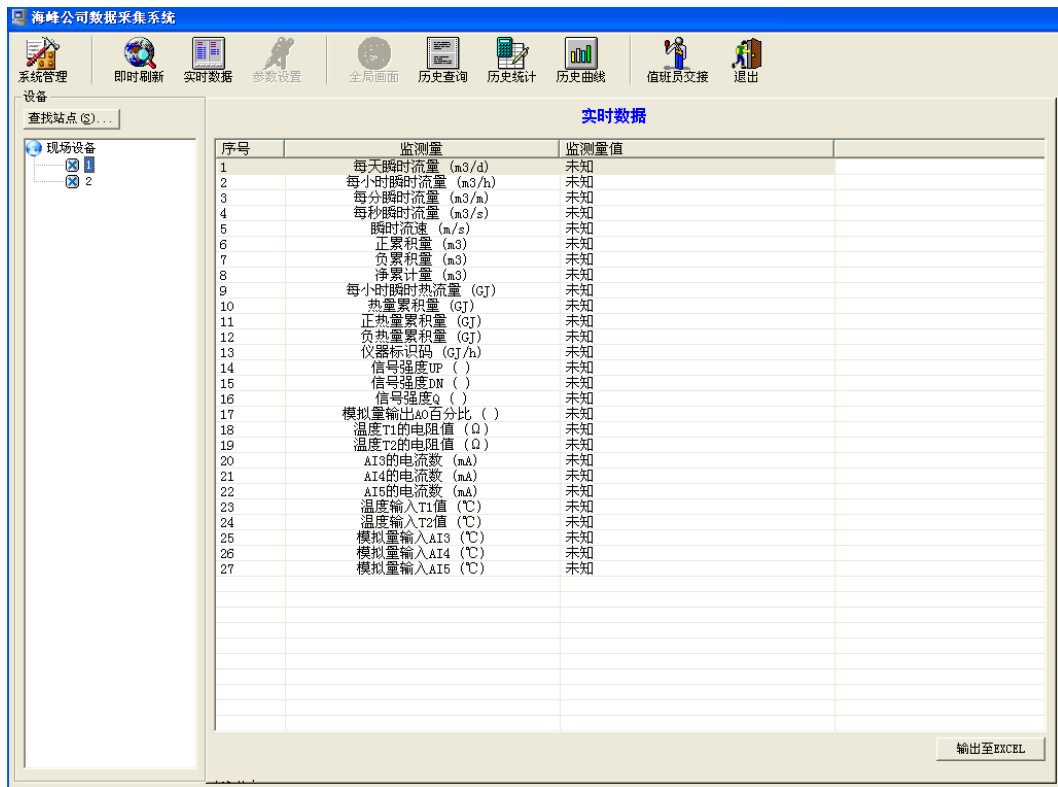 海峰公司数据采集系统
系统管理 即时刷新 实时数据 参数设置 全局画面 历史查询 历史统计 历史曲线 值班员交接 退出
设备
查找站点(S)...
现场设备
1
2
实时数据
序号 监测量 监测量值
1 每天瞬时流量 (m3/d) 未知
2 每小时瞬时流量 (m3/h) 未知
3 每分瞬时流量 (m3/m) 未知
4 每秒瞬时流量 (m3/s) 未知
5 瞬时流速 (m/s) 未知
6 正累积量 (m3) 未知
7 负累积量 (m3) 未知
8 净累计量 (m3) 未知
9 每小时瞬时热流量 (GJ) 未知
10 热量累积量 (GJ) 未知
11 正热量累积量 (GJ) 未知
12 负热量累积量 (GJ) 未知
13 仪器标识码 (GJ/h) 未知
14 信号强度UP ( ) 未知
15 信号强度DN ( ) 未知
16 信号强度Q ( ) 未知
17 模拟量输出AO百分比 ( ) 未知
18 温度T1的电阻值 (Ω) 未知
19 温度T2的电阻值 (Ω) 未知
20 AI3的电流数 (mA) 未知
21 AI4的电流数 (mA) 未知
22 AI5的电流数 (mA) 未知
23 温度输入T1值 (℃) 未知
24 温度输入T2值 (℃) 未知
25 模拟量输入AI3 (℃) 未知
26 模拟量输入AI4 (℃) 未知
27 模拟量输入AI5 (℃) 未知
输出至EXCEL